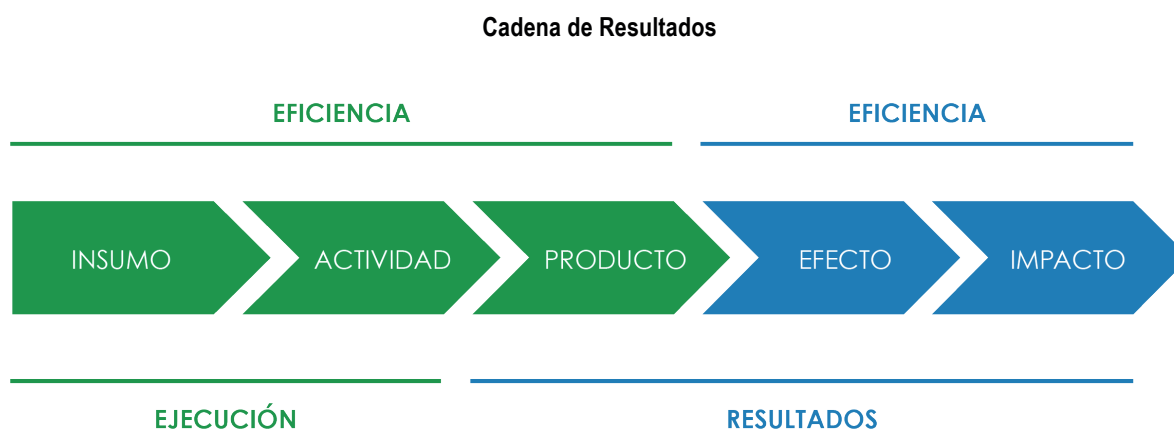 Cadena de Resultados
EFICIENCIA EFICIENCIA
INSUMO ACTIVIDAD PRODUCTO EFECTO IMPACTO
EJECUCIÓN RESULTADOS